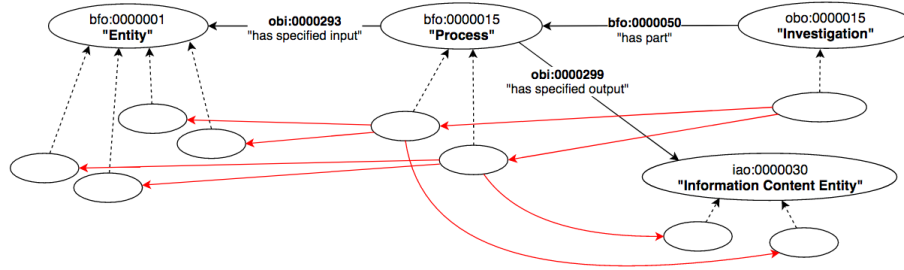 bfo:0000001
"Entity"
obi:0000293
"has specified input"
bfo:0000015
"Process"
bfo:0000050
"has part"
obo:0000015
"Investigation"
obi:0000299
"has specified output"
iao:0000030
"Information Content Entity"